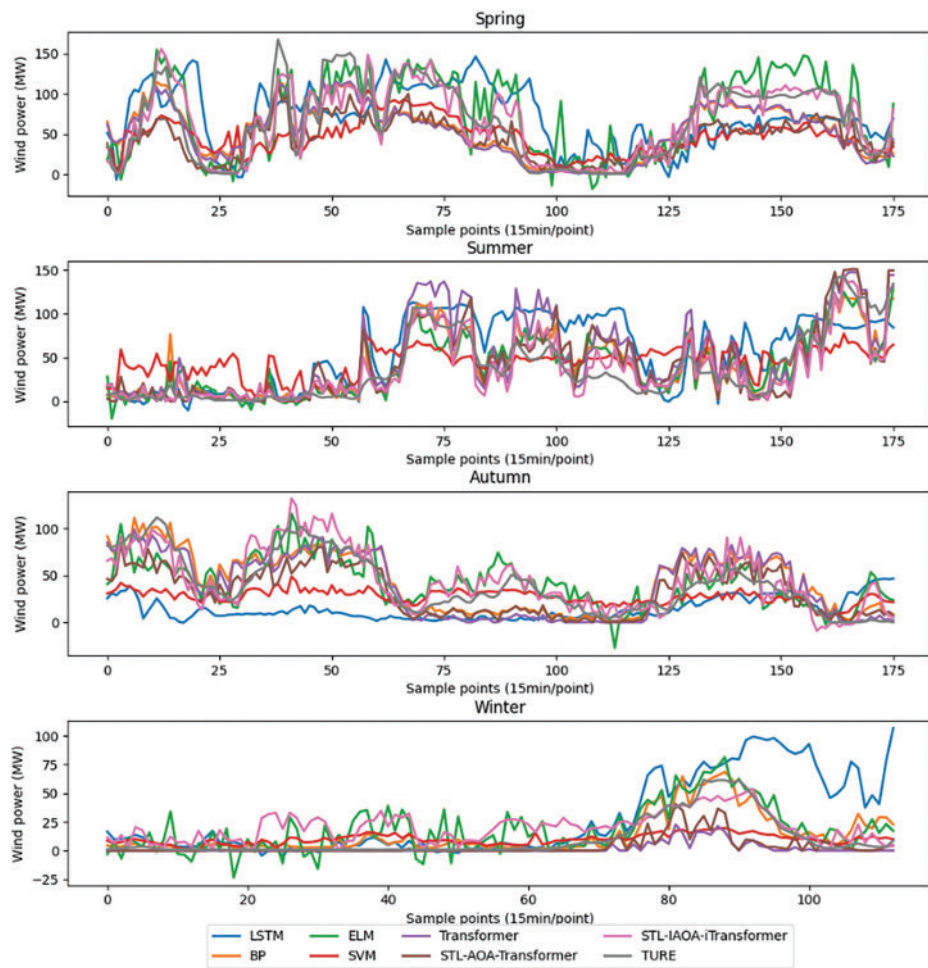 Spring
Wind power (MW)
150
100
50
0
0 25 50 75 100 125 150 175
Sample points (15min/point)
Summer
Wind power (MW)
150
100
50
0
0 25 50 75 100 125 150 175
Sample points (15min/point)
Autumn
Wind power (MW)
100
50
0
0 25 50 75 100 125 150 175
Sample points (15min/point)
Winter
Wind power (MW)
100
75
50
25
0
−25
0 20 40 60 80 100
LSTM ELM Transformer STL-IAOA-iTransformer
BP SVM STL-AOA-Transformer TURE